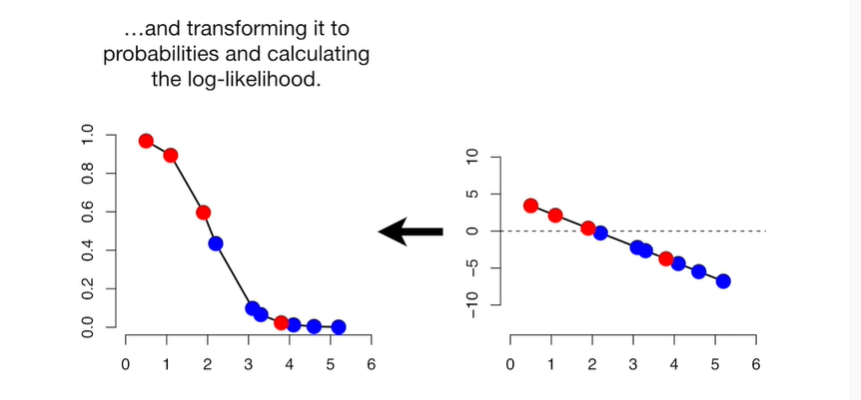 …and transforming it to
probabilities and calculating
the log-likelihood.
1.0
0.8
0.6
0.4
0.2
0.0
0 1 2 3 4 5 6
10
5
0
−5
−10
0 1 2 3 4 5 6